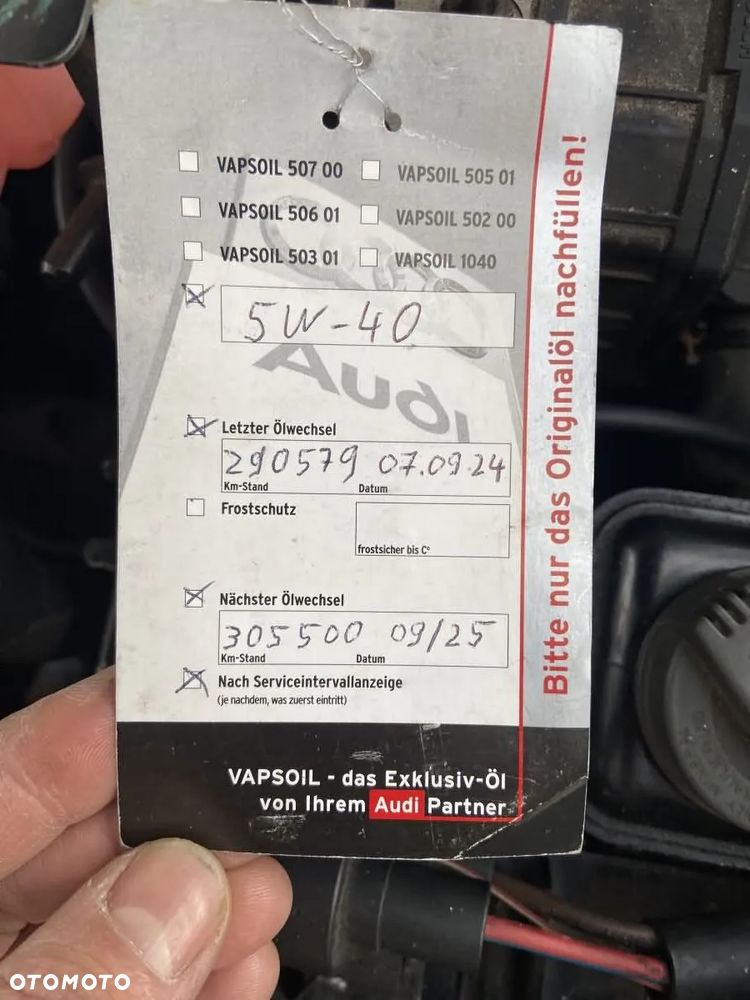 VAPSOIL 507 00
VAPSOIL 505 01
VAPSOIL 506 01
VAPSOIL 502 00
VAPSOIL 503 01
VAPSOIL 1040
5W-40
Audi
Letzter Ölwechsel
290579 07.09.24
Km-Stand Datum
Frostschutz
frostsicher bis C°
Nächster Ölwechsel
305500 09/25
Km-Stand Datum
Nach Serviceintervallanzeige
(je nachdem, was zuerst eintritt)
VAPSOIL - das Exklusiv-Öl
von Ihrem Audi Partner
Bitte nur das Originalöl nachfüllen!
OTOMOTO